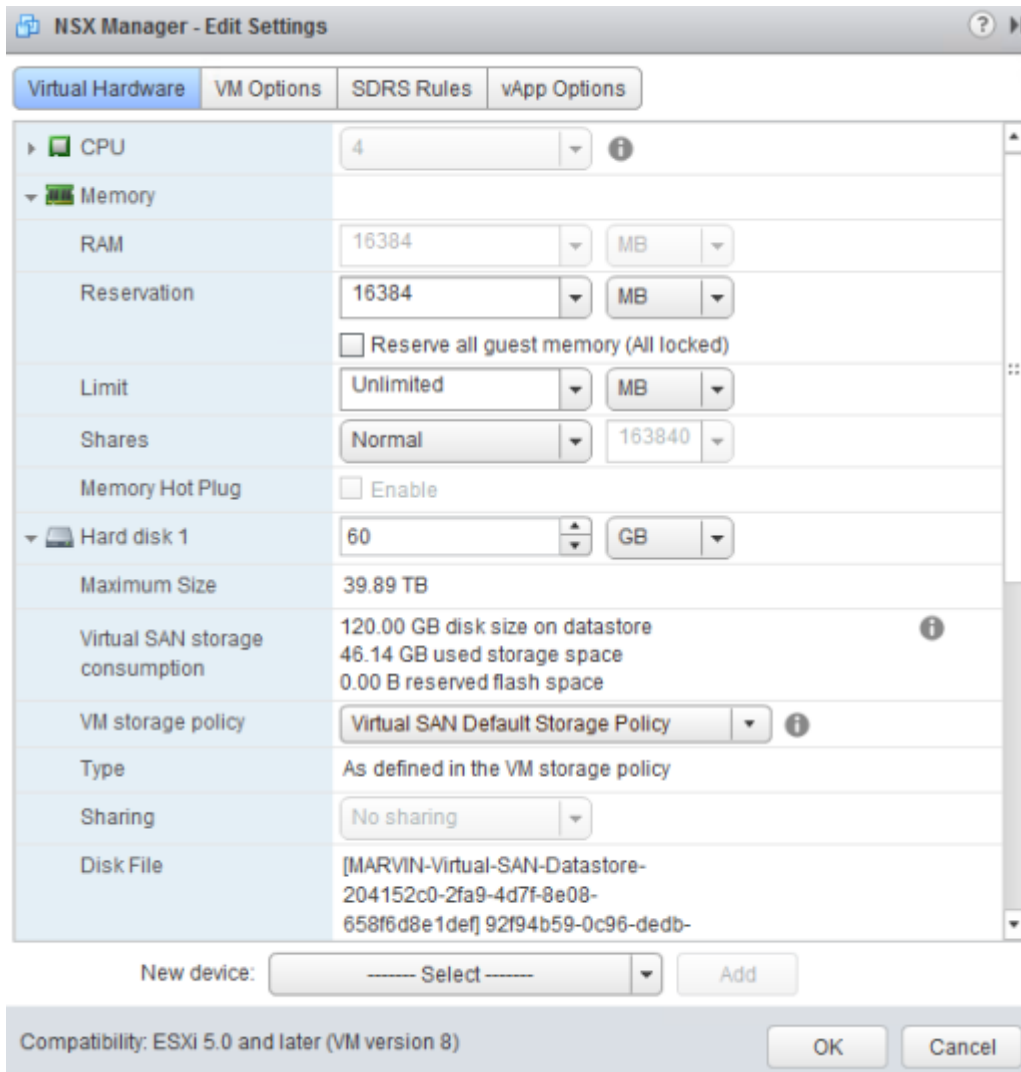 NSX Manager - Edit Settings
Virtual Hardware VM Options SDRS Rules vApp Options
CPU 4
Memory
RAM 16384 MB
Reservation 16384 MB
Reserve all guest memory (All locked)
Limit Unlimited MB
Shares Normal 163840
Memory Hot Plug Enable
Hard disk 1 60 GB
Maximum Size 39.89 TB
Virtual SAN storage consumption
120.00 GB disk size on datastore
46.14 GB used storage space
0.00 B reserved flash space
VM storage policy Virtual SAN Default Storage Policy
Type As defined in the VM storage policy
Sharing No sharing
Disk File [MARVIN-Virtual-SAN-Datastore-
204152c0-2fa9-4d7f-8e08-
658f6d8e1def] 92f94b59-0c96-dedb-
New device: ------- Select ------- Add
Compatibility: ESXi 5.0 and later (VM version 8) OK Cancel